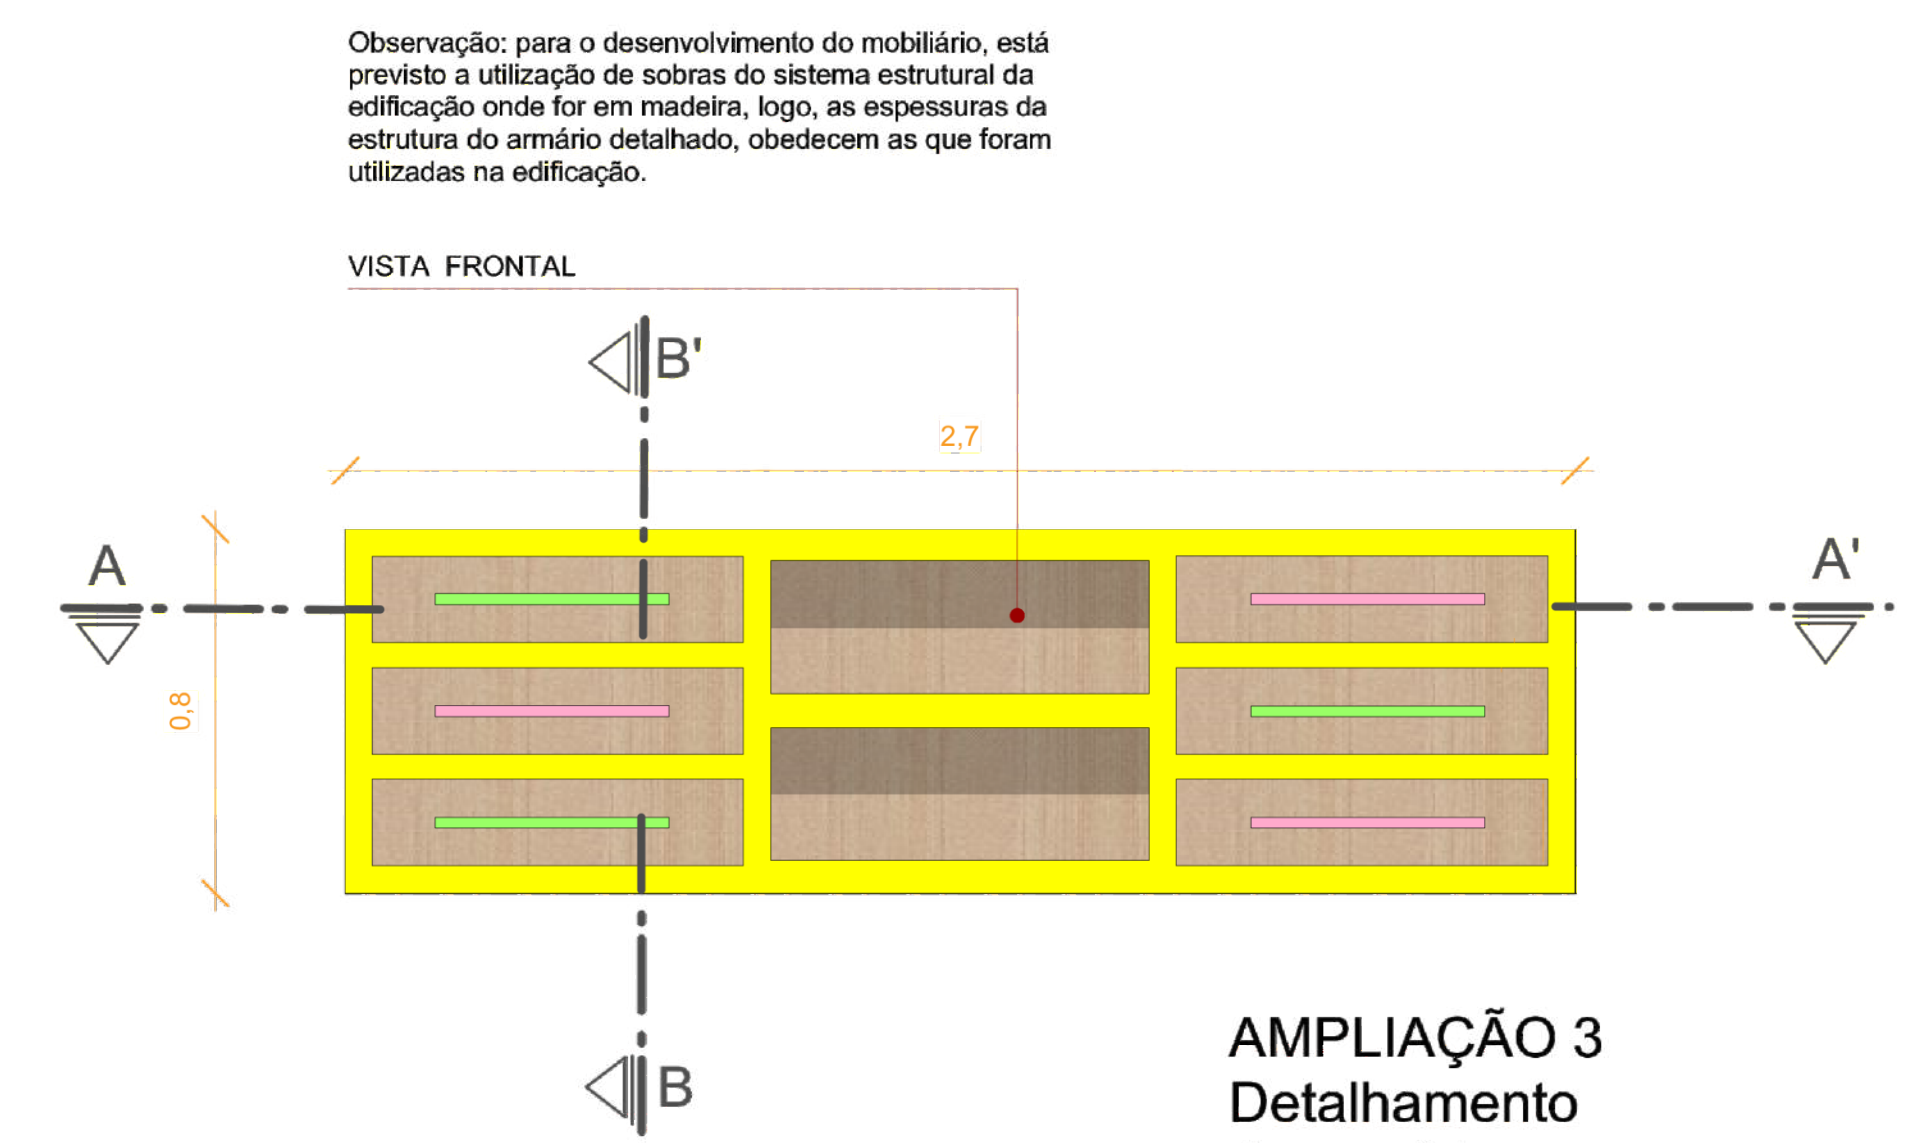 Observação: para o desenvolvimento do mobiliário, está
previsto a utilização de sobras do sistema estrutural da
edificação onde for em madeira, logo, as espessuras da
estrutura do armário detalhado, obedecem as que foram
utilizadas na edificação.
VISTA FRONTAL
B'
2,7
A
A'
0,8
B
AMPLIAÇÃO 3
Detalhamento